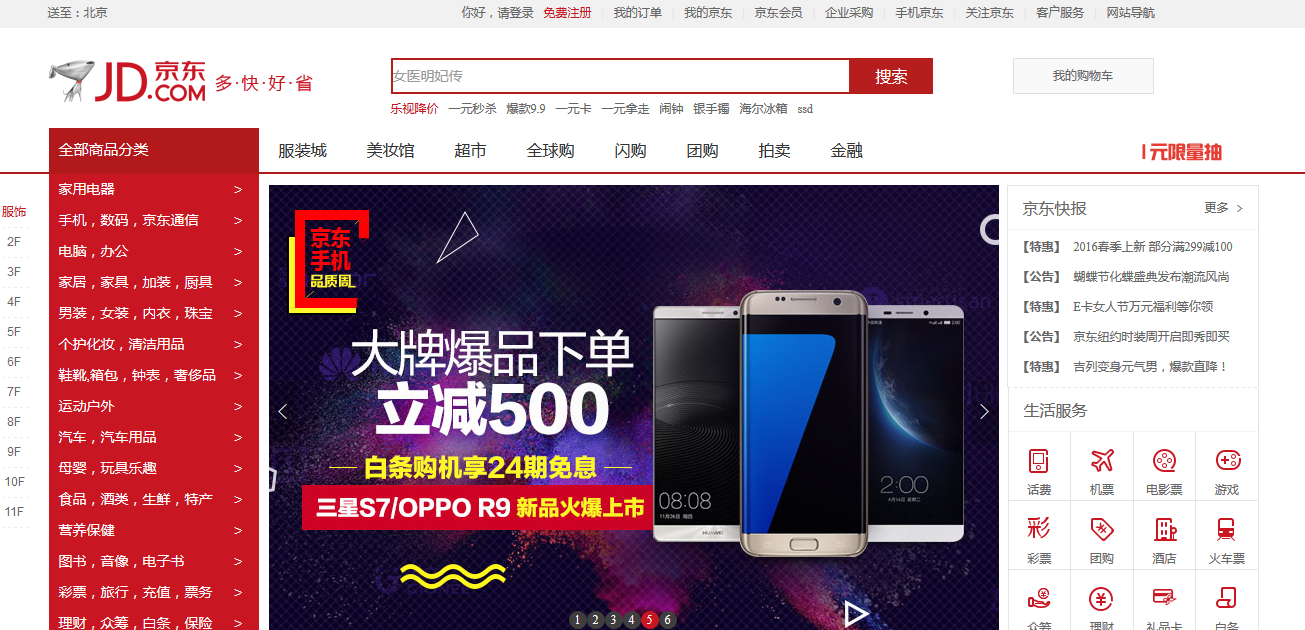 送至：北京
你好，请登录 免费注册 我的订单 我的京东 京东会员 企业采购 手机京东 关注京东 客户服务 网站导航
JD.COM 京东
多·快·好·省
女医明妃传
搜索
我的购物车
乐视降价 一元秒杀 爆款9.9 一元卡 一元拿走 闹钟 银手镯 海尔冰箱 ssd
全部商品分类
服装城 美妆馆 超市 全球购 闪购 团购 拍卖 金融
1元限量抽
服饰
2F
3F
4F
5F
6F
7F
8F
9F
10F
11F
家用电器 >
手机，数码，京东通信 >
电脑，办公 >
家居，家具，加装，厨具 >
男装，女装，内衣，珠宝 >
个护化妆，清洁用品 >
鞋靴,箱包，钟表，奢侈品 >
运动户外 >
汽车，汽车用品 >
母婴，玩具乐趣 >
食品，酒类，生鲜，特产 >
营养保健 >
图书，音像，电子书 >
彩票，旅行，充值，票务 >
理财，众筹，白条，保险 >
京东
手机
品质周
大牌爆品下单
立减500
白条购机享24期免息
三星S7/OPPO R9 新品火爆上市
08:08
HUAWEI
SAMSUNG
2:00
1 2 3 4 5 6
京东快报
更多 >
【特惠】 2016春季上新 部分满299减100
【公告】 蝴蝶节化蝶盛典发布潮流风尚
【特惠】 E卡女人节万元福利等你领
【公告】 京东纽约时装周开启即秀即买
【特惠】 吉列变身元气男，爆款直降！
生活服务
话费 机票 电影票 游戏
彩
彩票 团购 酒店 火车票
众筹 理财 礼品卡 白条